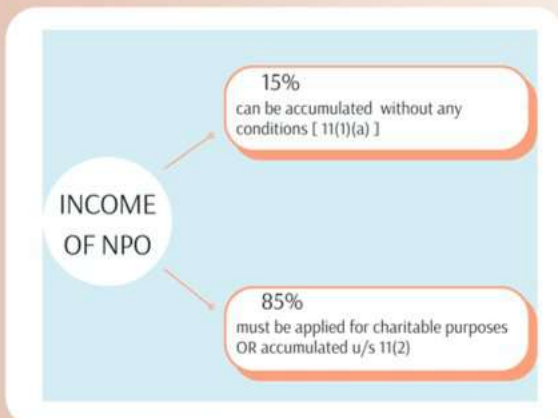 INCOME
OF NPO
15%
can be accumulated without any
conditions [ 11(1)(a) ]
85%
must be applied for charitable purposes
OR accumulated u/s 11(2)